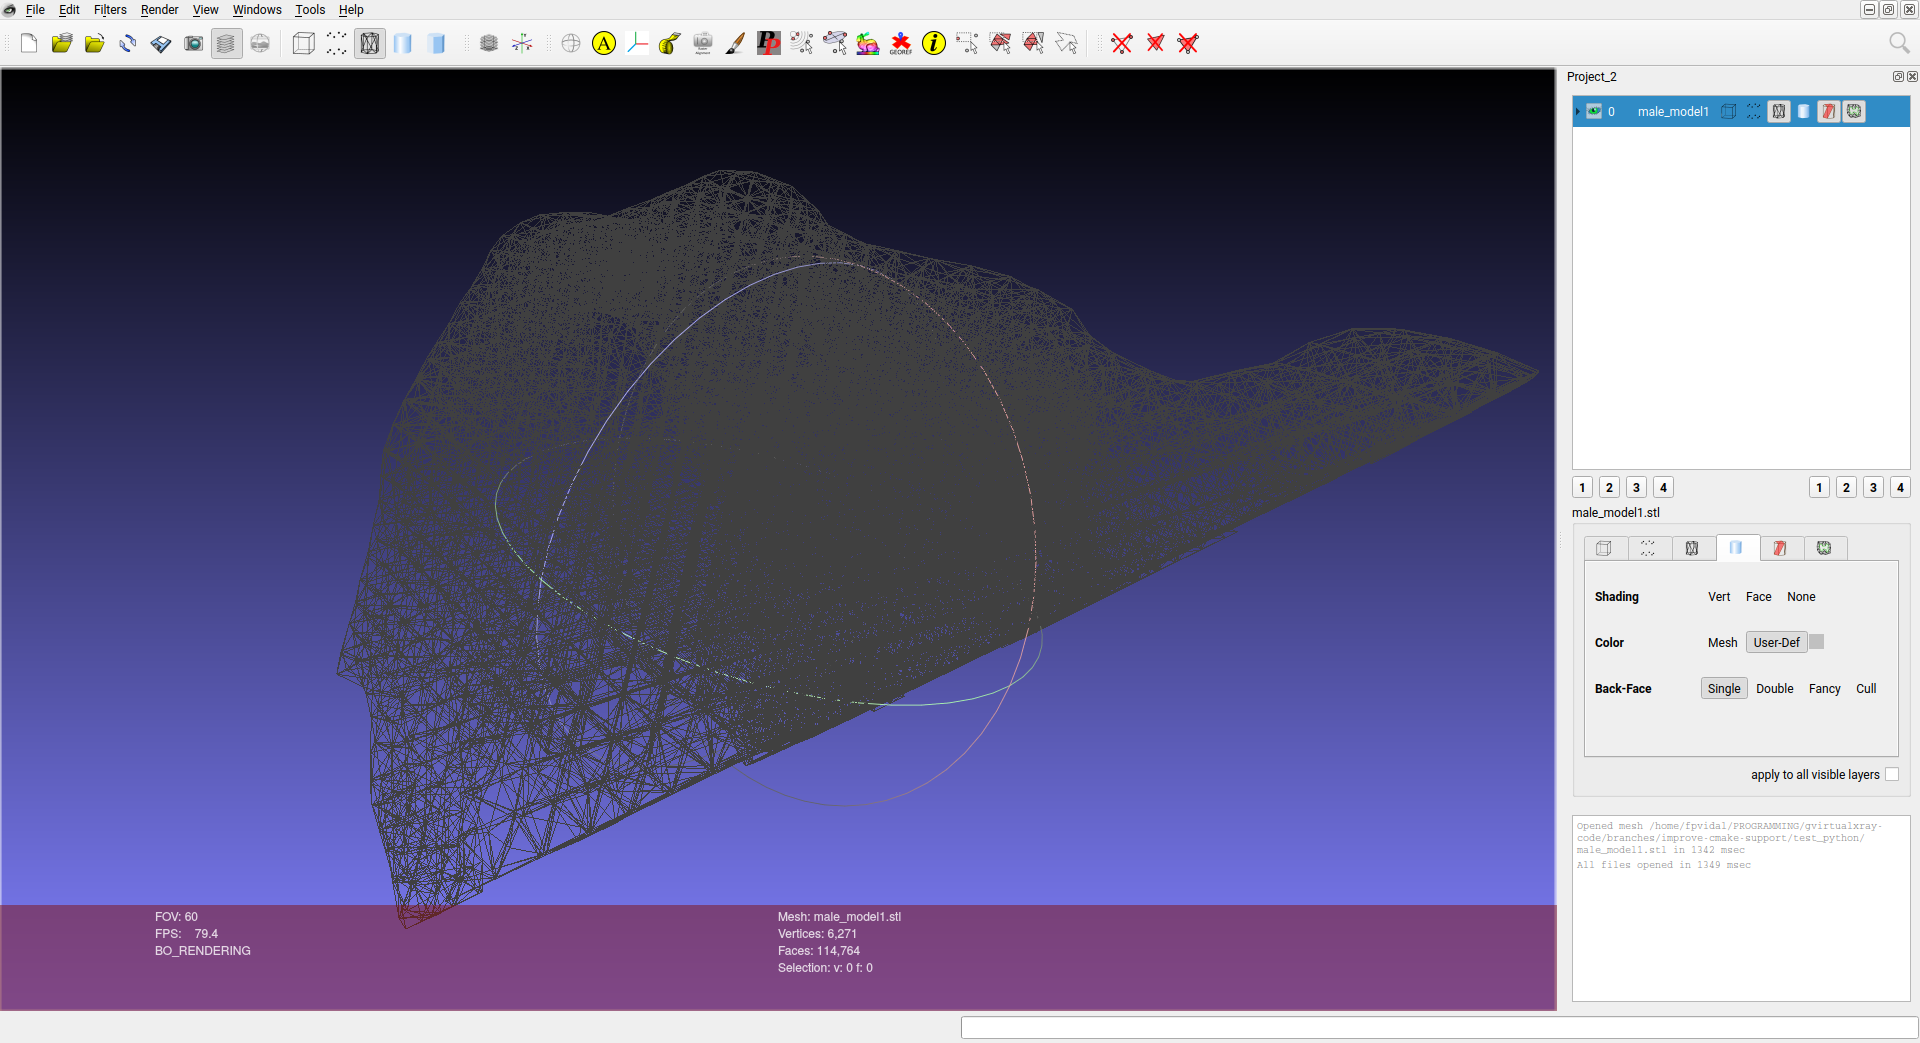 File Edit Filters Render View Windows Tools Help
A
PP
GEOREF
i
Project_2
0 male_model1
1 2 3 4 1 2 3 4
male_model1.stl
Shading Vert Face None
Color Mesh User-Def
Back-Face Single Double Fancy Cull
apply to all visible layers
Opened mesh /home/fpvidal/PROGRAMMING/gvirtualxray-
code/branches/improve-cmake-support/test_python/
male_model1.stl in 1342 msec
All files opened in 1349 msec
FOV: 60
FPS: 79.4
BO_RENDERING
Mesh: male_model1.stl
Vertices: 6,271
Faces: 114,764
Selection: v: 0 f: 0